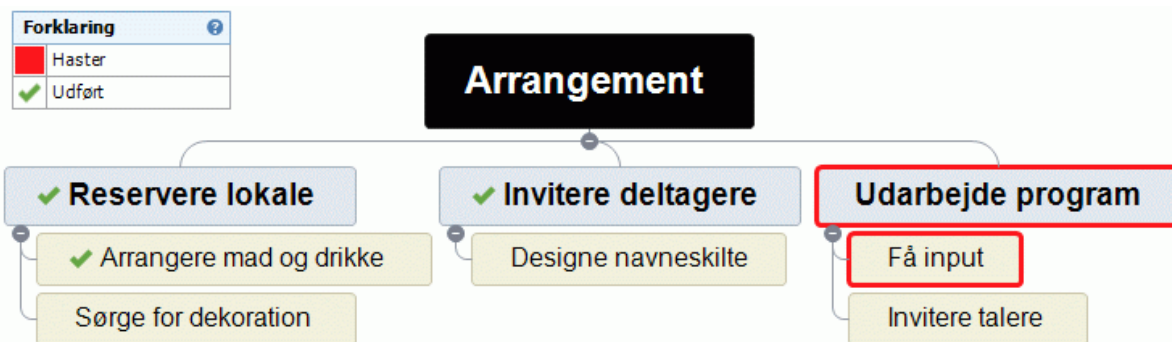 Forklaring
Haster
Udført
Arrangement
Reservere lokale
Invitere deltagere
Udarbejde program
Arrangere mad og drikke
Designe navneskilte
Få input
Sørge for dekoration
Invitere talere